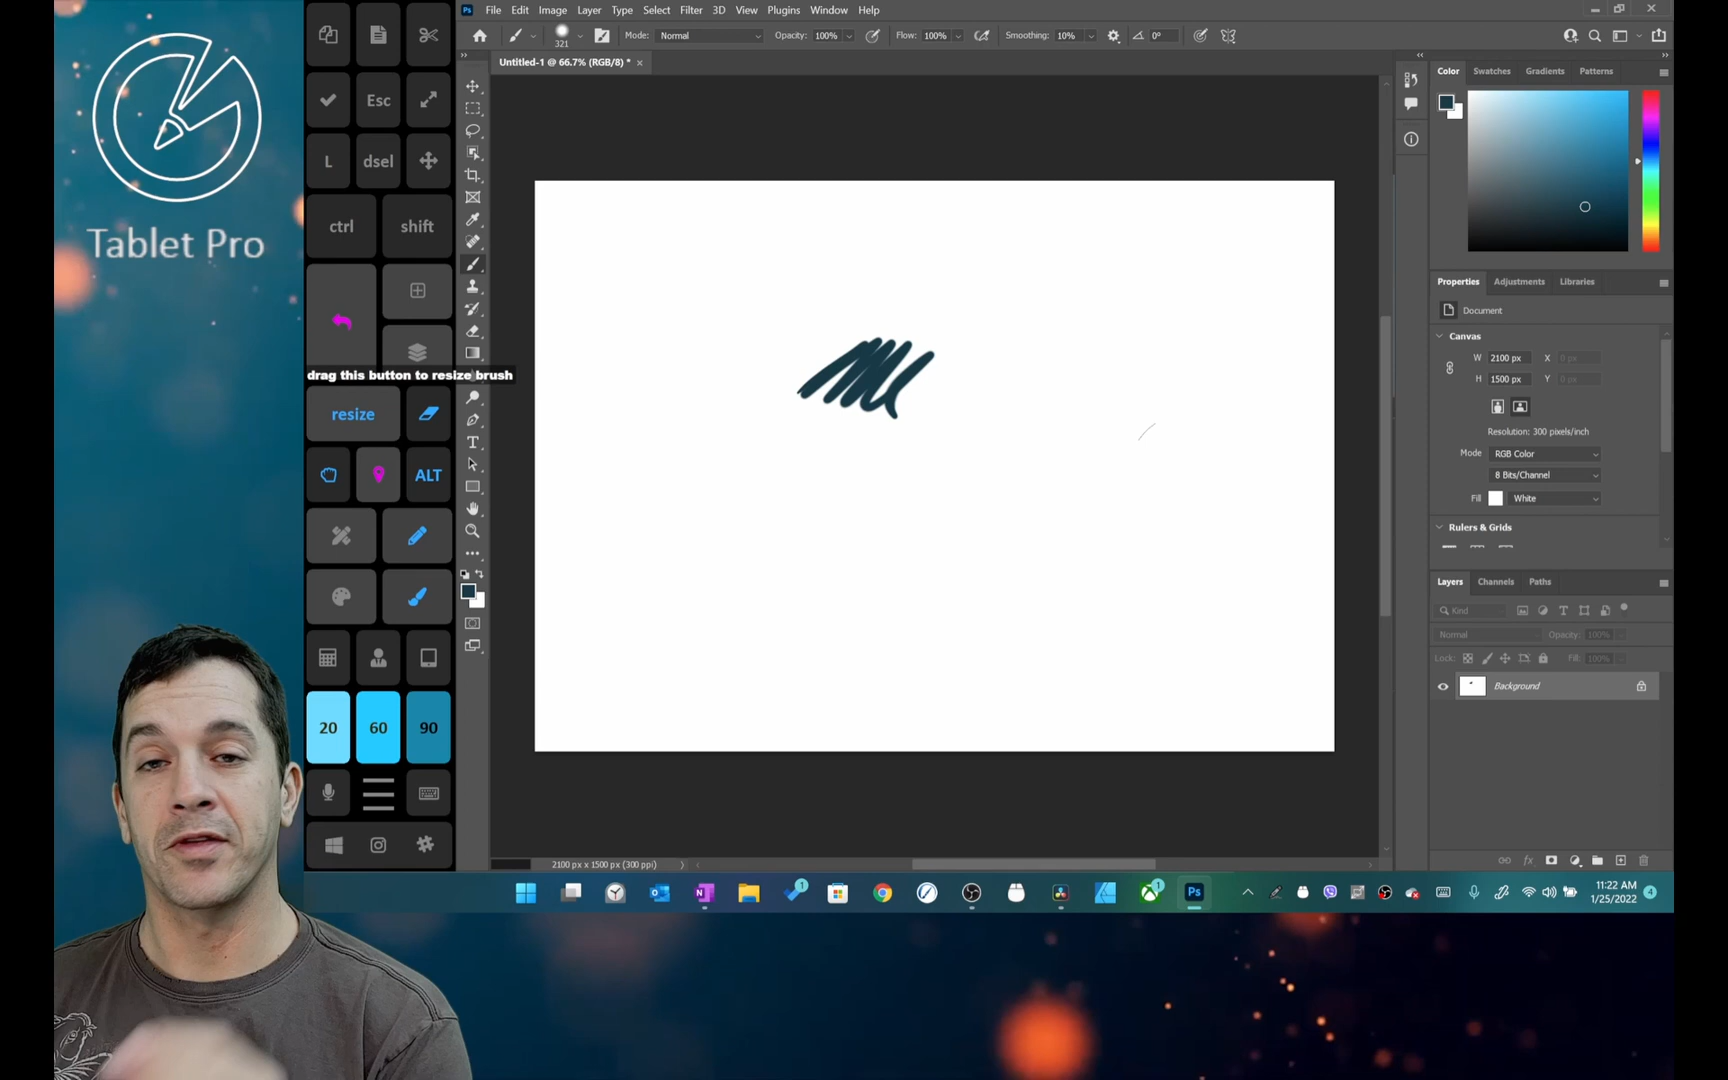 File Edit Image Layer Type Select Filter 3D View Plugins Window Help
321 Mode: Normal Opacity: 100% Flow: 100% Smoothing: 10% 0°
Untitled-1 @ 66.7% (RGB/8) * ×
Tablet Pro
Esc
L dsel
ctrl shift
drag this button to resize brush
resize
ALT
20 60 90
Color Swatches Gradients Patterns
Properties Adjustments Libraries
Document
Canvas
W 2100 px X 0 px
H 1500 px Y 0 px
Resolution: 300 pixels/inch
Mode RGB Color
8 Bits/Channel
Fill White
Rulers & Grids
Layers Channels Paths
Kind
Normal Opacity: 100%
Lock: Fill: 100%
Background
2100 px x 1500 px (300 ppi)
Ps
11:22 AM
1/25/2022
4